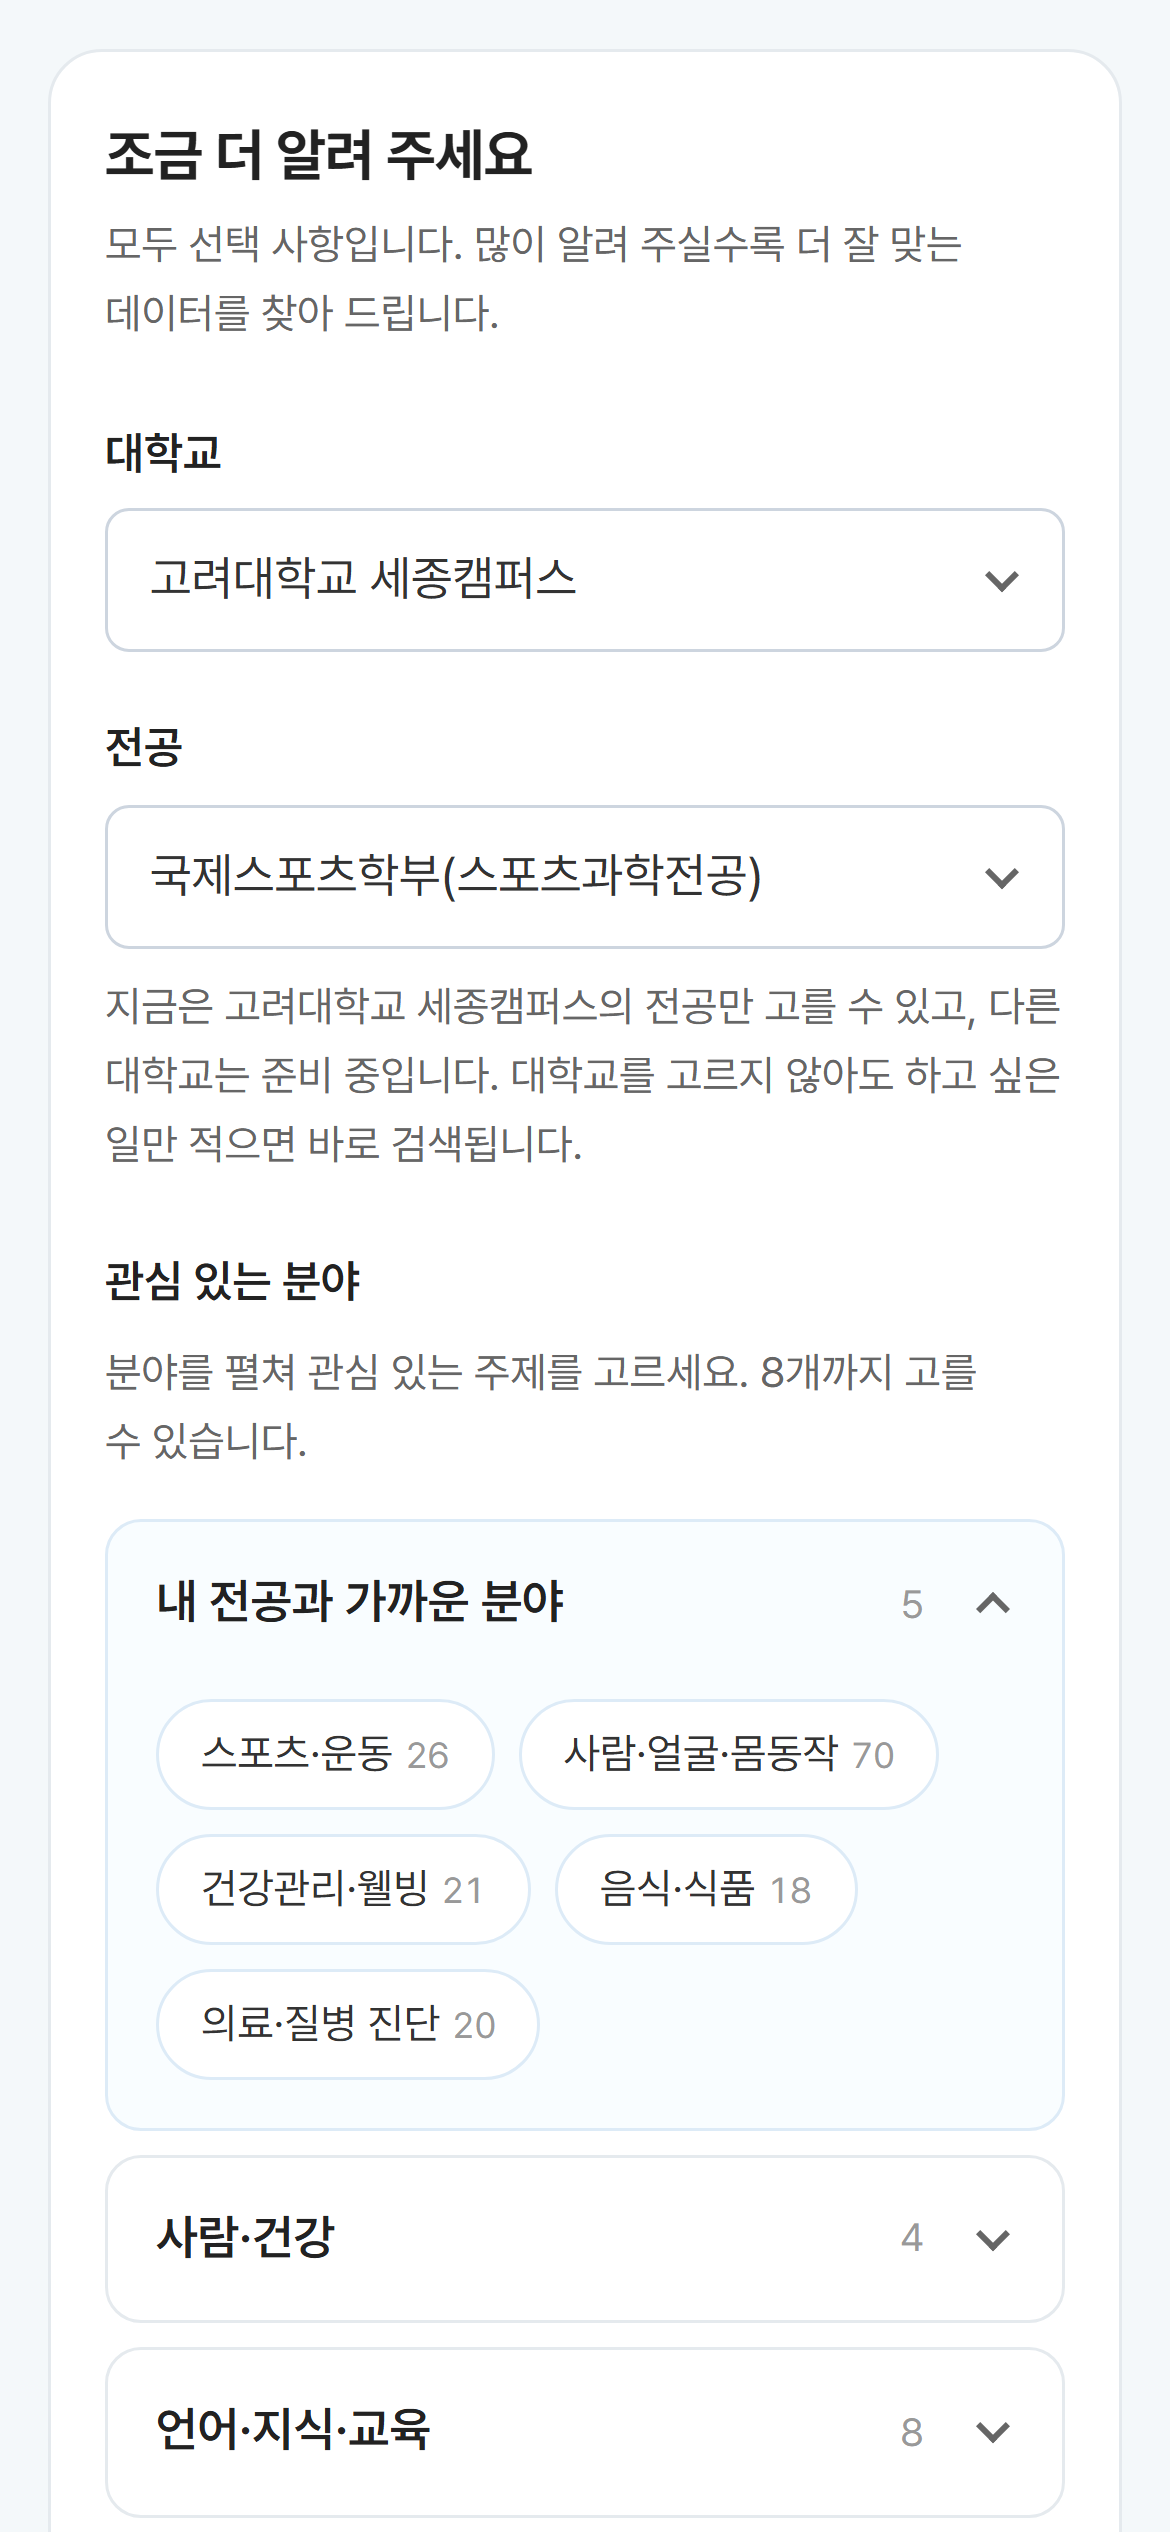 조금 더 알려 주세요
모두 선택 사항입니다. 많이 알려 주실수록 더 잘 맞는
데이터를 찾아 드립니다.
대학교
고려대학교 세종캠퍼스
전공
국제스포츠학부(스포츠과학전공)
지금은 고려대학교 세종캠퍼스의 전공만 고를 수 있고, 다른
대학교는 준비 중입니다. 대학교를 고르지 않아도 하고 싶은
일만 적으면 바로 검색됩니다.
관심 있는 분야
분야를 펼쳐 관심 있는 주제를 고르세요. 8개까지 고를
수 있습니다.
내 전공과 가까운 분야 5
스포츠·운동 26 사람·얼굴·몸동작 70
건강관리·웰빙 21 음식·식품 18
의료·질병 진단 20
사람·건강 4
언어·지식·교육 8